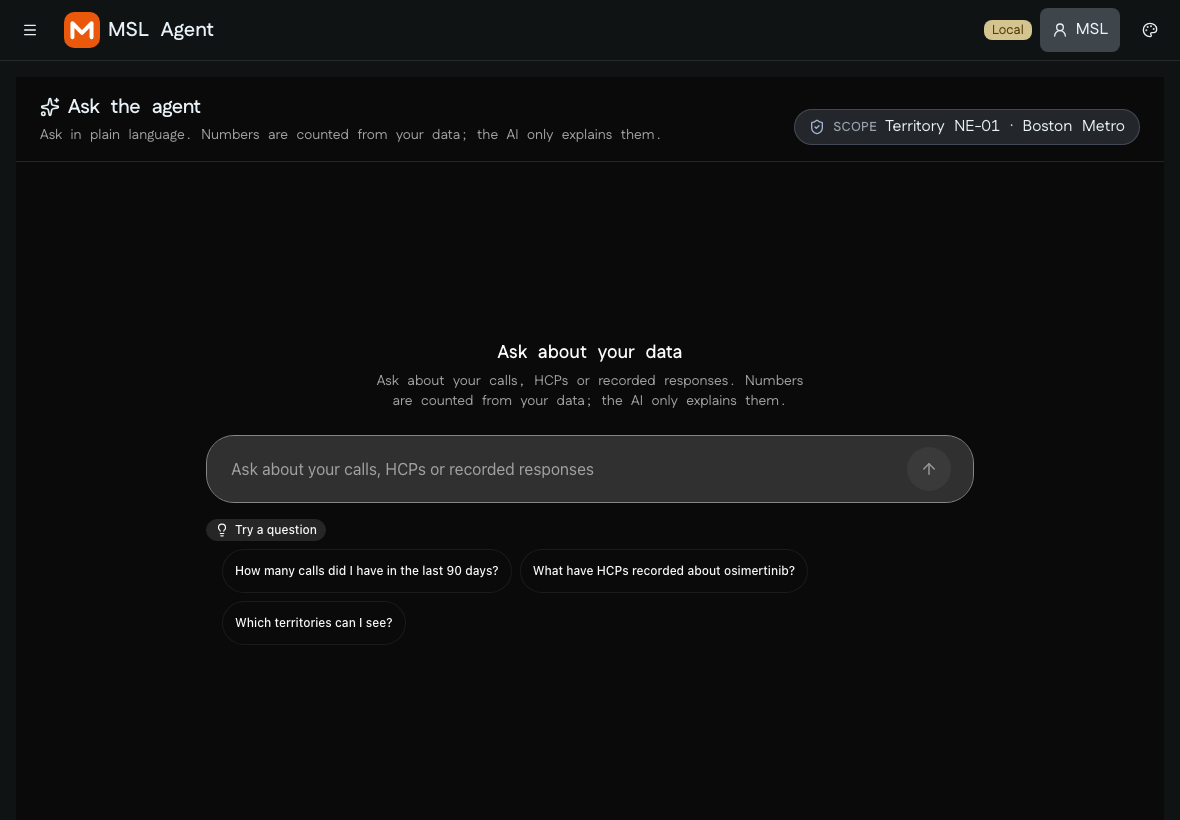 MSL Agent
Local
MSL
Ask the agent
Ask in plain language. Numbers are counted from your data; the AI only explains them.
SCOPE Territory NE-01 · Boston Metro
Ask about your data
Ask about your calls, HCPs or recorded responses. Numbers
are counted from your data; the AI only explains them.
Ask about your calls, HCPs or recorded responses
Try a question
How many calls did I have in the last 90 days?
What have HCPs recorded about osimertinib?
Which territories can I see?